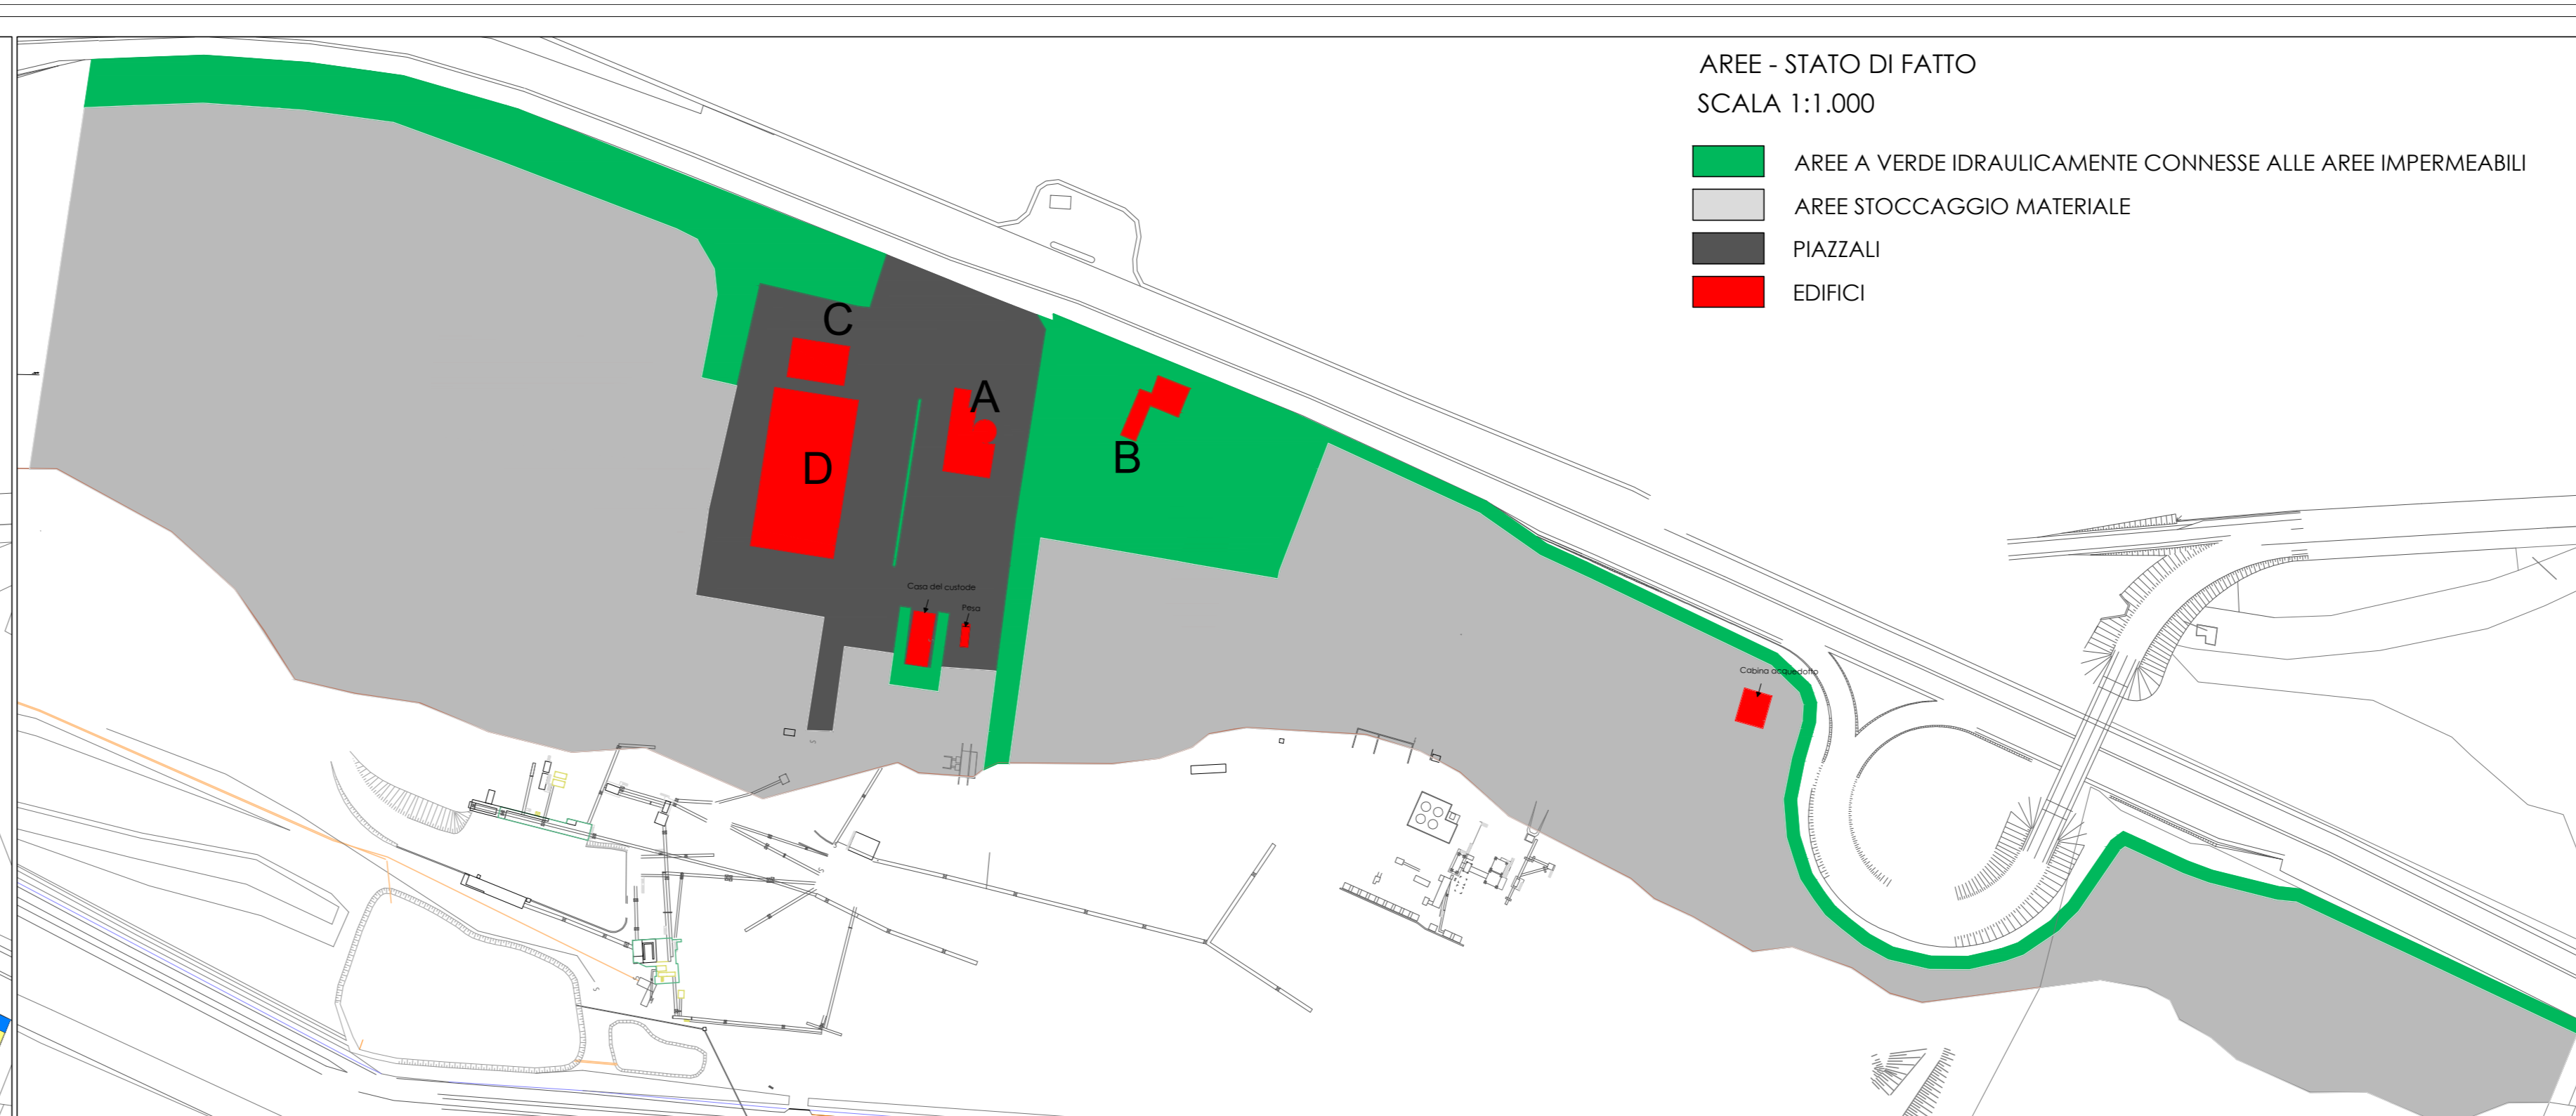 AREE - STATO DI FATTO
SCALA 1:1.000
AREE A VERDE IDRAULICAMENTE CONNESSE ALLE AREE IMPERMEABILI
AREE STOCCAGGIO MATERIALE
PIAZZALI
EDIFICI
C
A
B
D
Casa del custode
Pesa
Cabina acquedotto